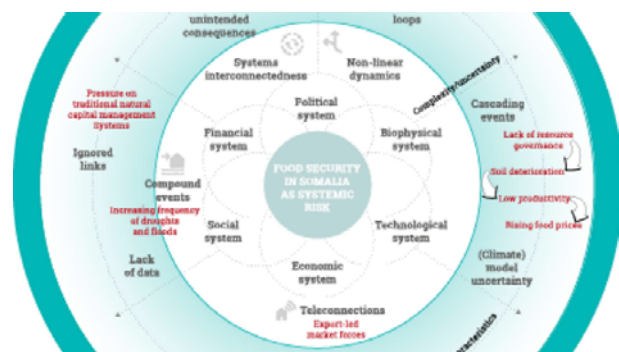 unintended
consequences
loops
Systems
interconnectedness
Non-linear
dynamics
Complexity/uncertainty
Pressure on
traditional natural
capital management
Systems
Political
system
Cascading
events
Financial
system
Biophysical
system
Lack of resource
governance
Ignored
links
FOOD SECURITY
IN SOMALIA
AS SYSTEMIC
RISK
Soil deterioration
Compound
events
Increasing frequency
of droughts
and floods
Low productivity
Social
system
Technological
system
Rising food prices
Lack
of data
Economic
system
(Climate)
model
uncertainty
Teleconnections
Export-led
market forces